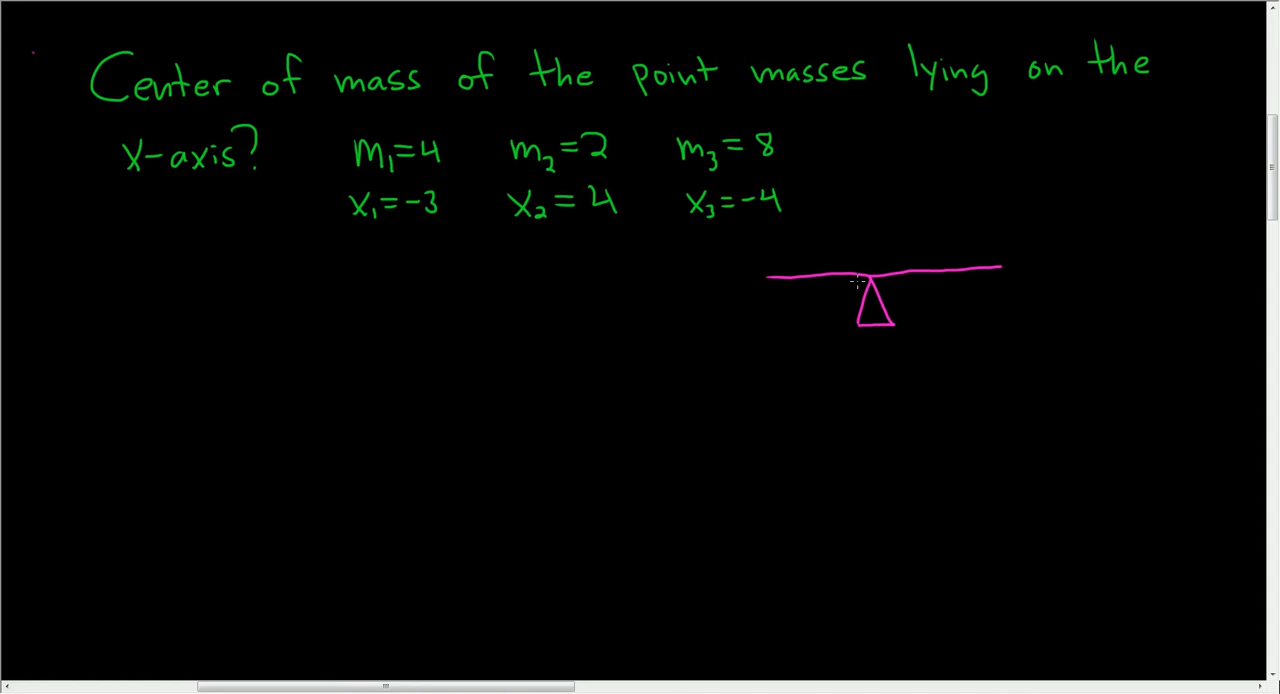 Center of mass of the point masses lying on the
x-axis? m₁=4 m₂=2 m₃=8
x₁=-3 x₂=4 x₃=-4